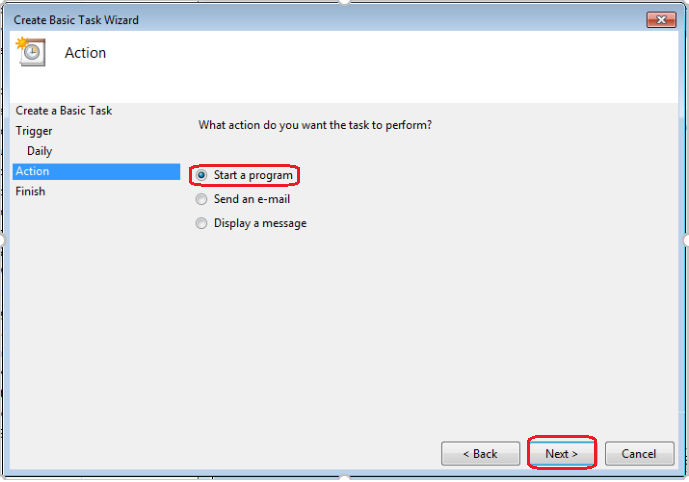 Create Basic Task Wizard
Action
Create a Basic Task
What action do you want the task to perform?
Trigger
Daily
Action
Start a program
Finish
Send an e-mail
Display a message
< Back
Next >
Cancel